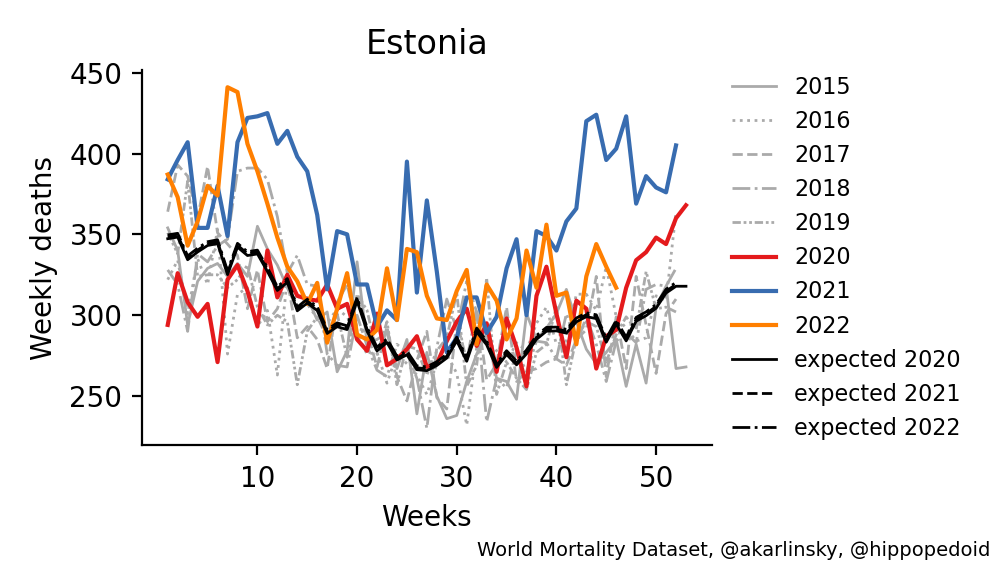 Estonia
450
400
350
300
250
Weekly deaths
10 20 30 40 50
Weeks
2015
2016
2017
2018
2019
2020
2021
2022
expected 2020
expected 2021
expected 2022
World Mortality Dataset, @akarlinsky, @hippopedoid